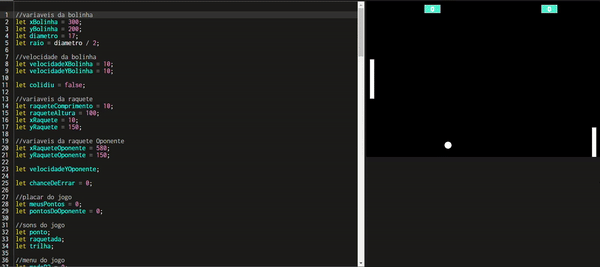 1 //variaveis da bolinha
2 let xBolinha = 300;
3 let yBolinha = 200;
4 let diametro = 17;
5 let raio = diametro / 2;
6
7 //velocidade da bolinha
8 let velocidadeXBolinha = 10;
9 let velocidadeYBolinha = 10;
10
11 let colidiu = false;
12
13 //variaveis da raquete
14 let raqueteComprimento = 10;
15 let raqueteAltura = 100;
16 let xRaquete = 10;
17 let yRaquete = 150;
18
19 //variaveis da raquete Oponente
20 let xRaqueteOponente = 580;
21 let yRaqueteOponente = 150;
22
23 let velocidadeYOponente;
24
25 let chanceDeErrar = 0;
26
27 //placar do jogo
28 let meusPontos = 0;
29 let pontosDoOponente = 0;
30
31 //sons do jogo
32 let ponto;
33 let raquetada;
34 let trilha;
35
36 //menu do jogo
0 0